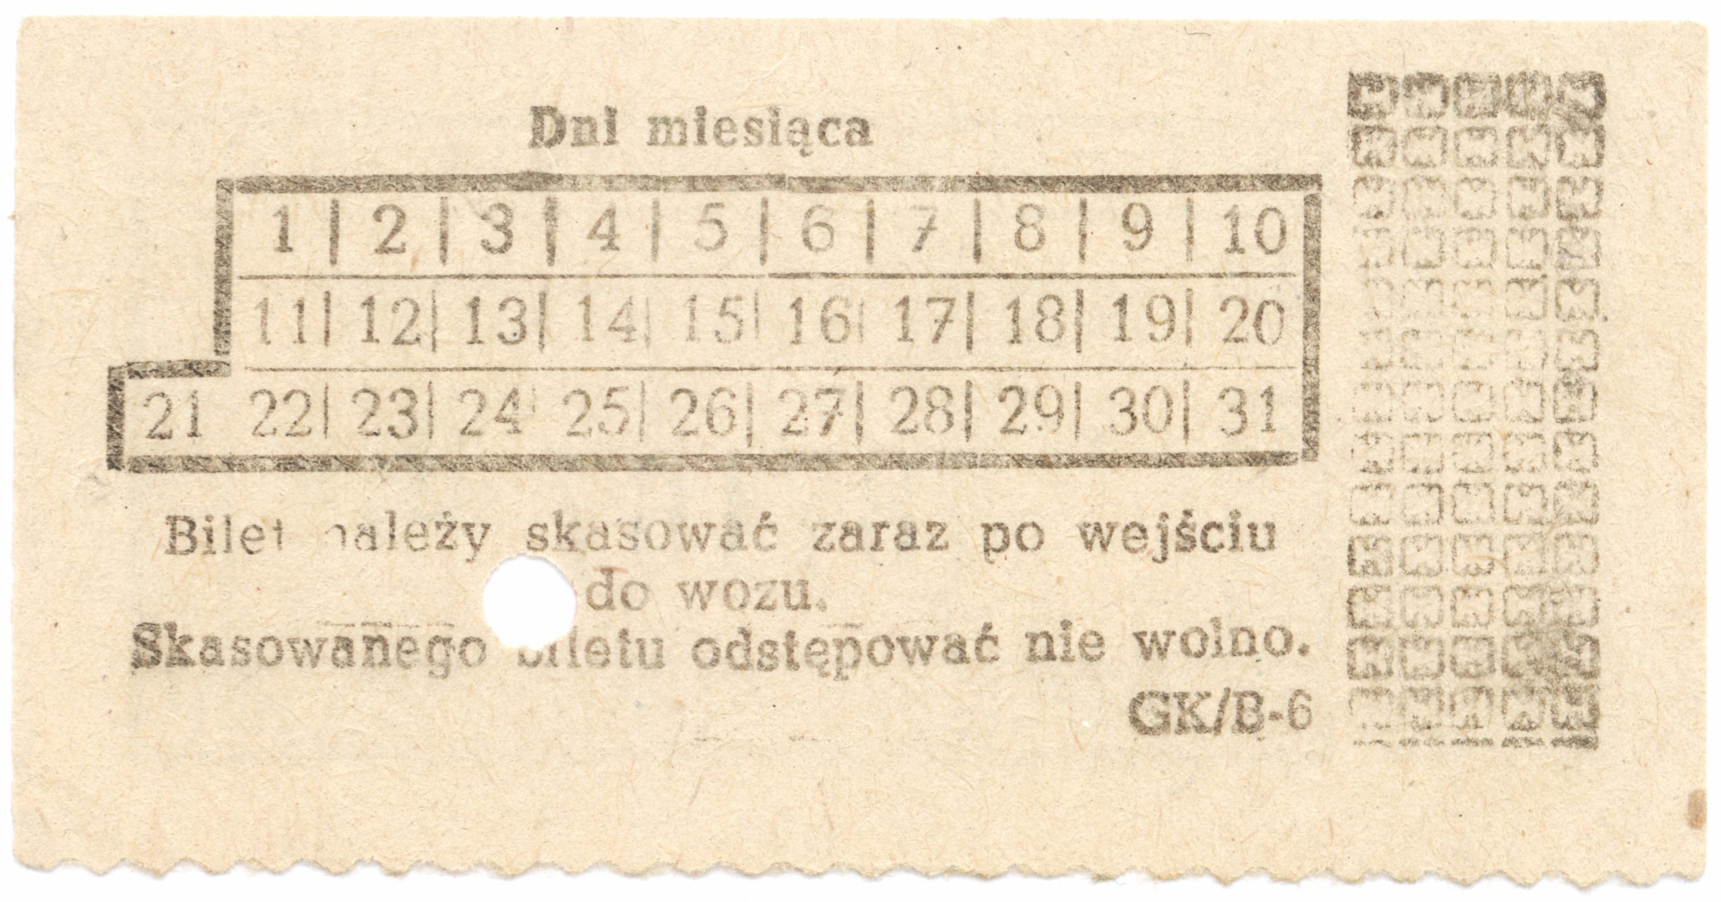 Dni miesiąca
1 | 2 | 3 | 4 | 5 | 6 | 7 | 8 | 9 | 10
11 | 12 | 13 | 14 | 15 | 16 | 17 | 18 | 19 | 20
21 22 | 23 | 24 | 25 | 26 | 27 | 28 | 29 | 30 | 31
Bilet należy skasować zaraz po wejściu
do wozu.
Skasowanego biletu odstępować nie wolno.
GK/B-6